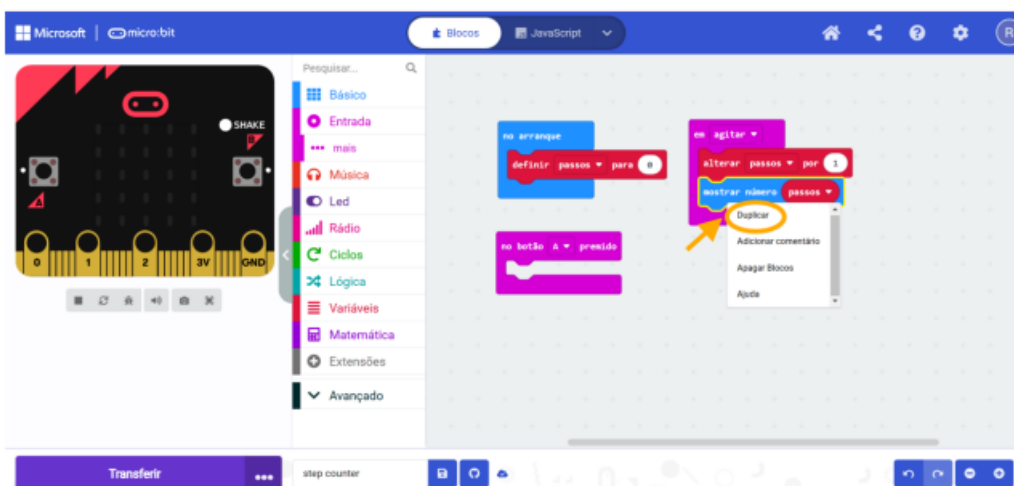 Microsoft | micro:bit
Blocos
JavaScript
R
SHAKE
B
A
0 1 2 3V GND
Pesquisar...
Básico
Entrada
mais
Música
Led
Rádio
Ciclos
Lógica
Variáveis
Matemática
Extensões
Avançado
no arranque
definir passos para 0
em agitar
alterar passos por 1
mostrar número passos
Duplicar
Adicionar comentário
Apagar Blocos
Ajuda
no botão A premido
Transferir
step counter